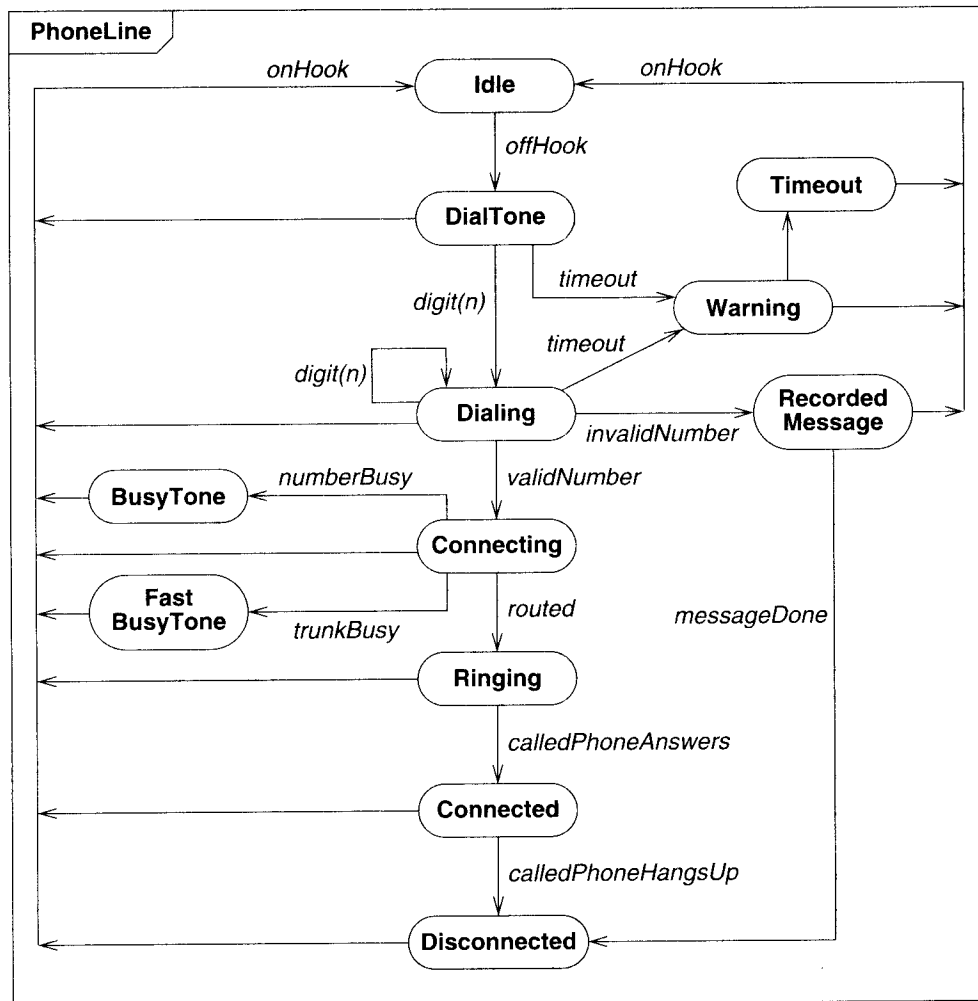 PhoneLine
onHook
Idle
onHook
offHook
Timeout
DialTone
timeout
Warning
digit(n)
timeout
digit(n)
Dialing
Recorded
Message
invalidNumber
validNumber
numberBusy
BusyTone
Connecting
Fast
BusyTone
trunkBusy
routed
messageDone
Ringing
calledPhoneAnswers
Connected
calledPhoneHangsUp
Disconnected